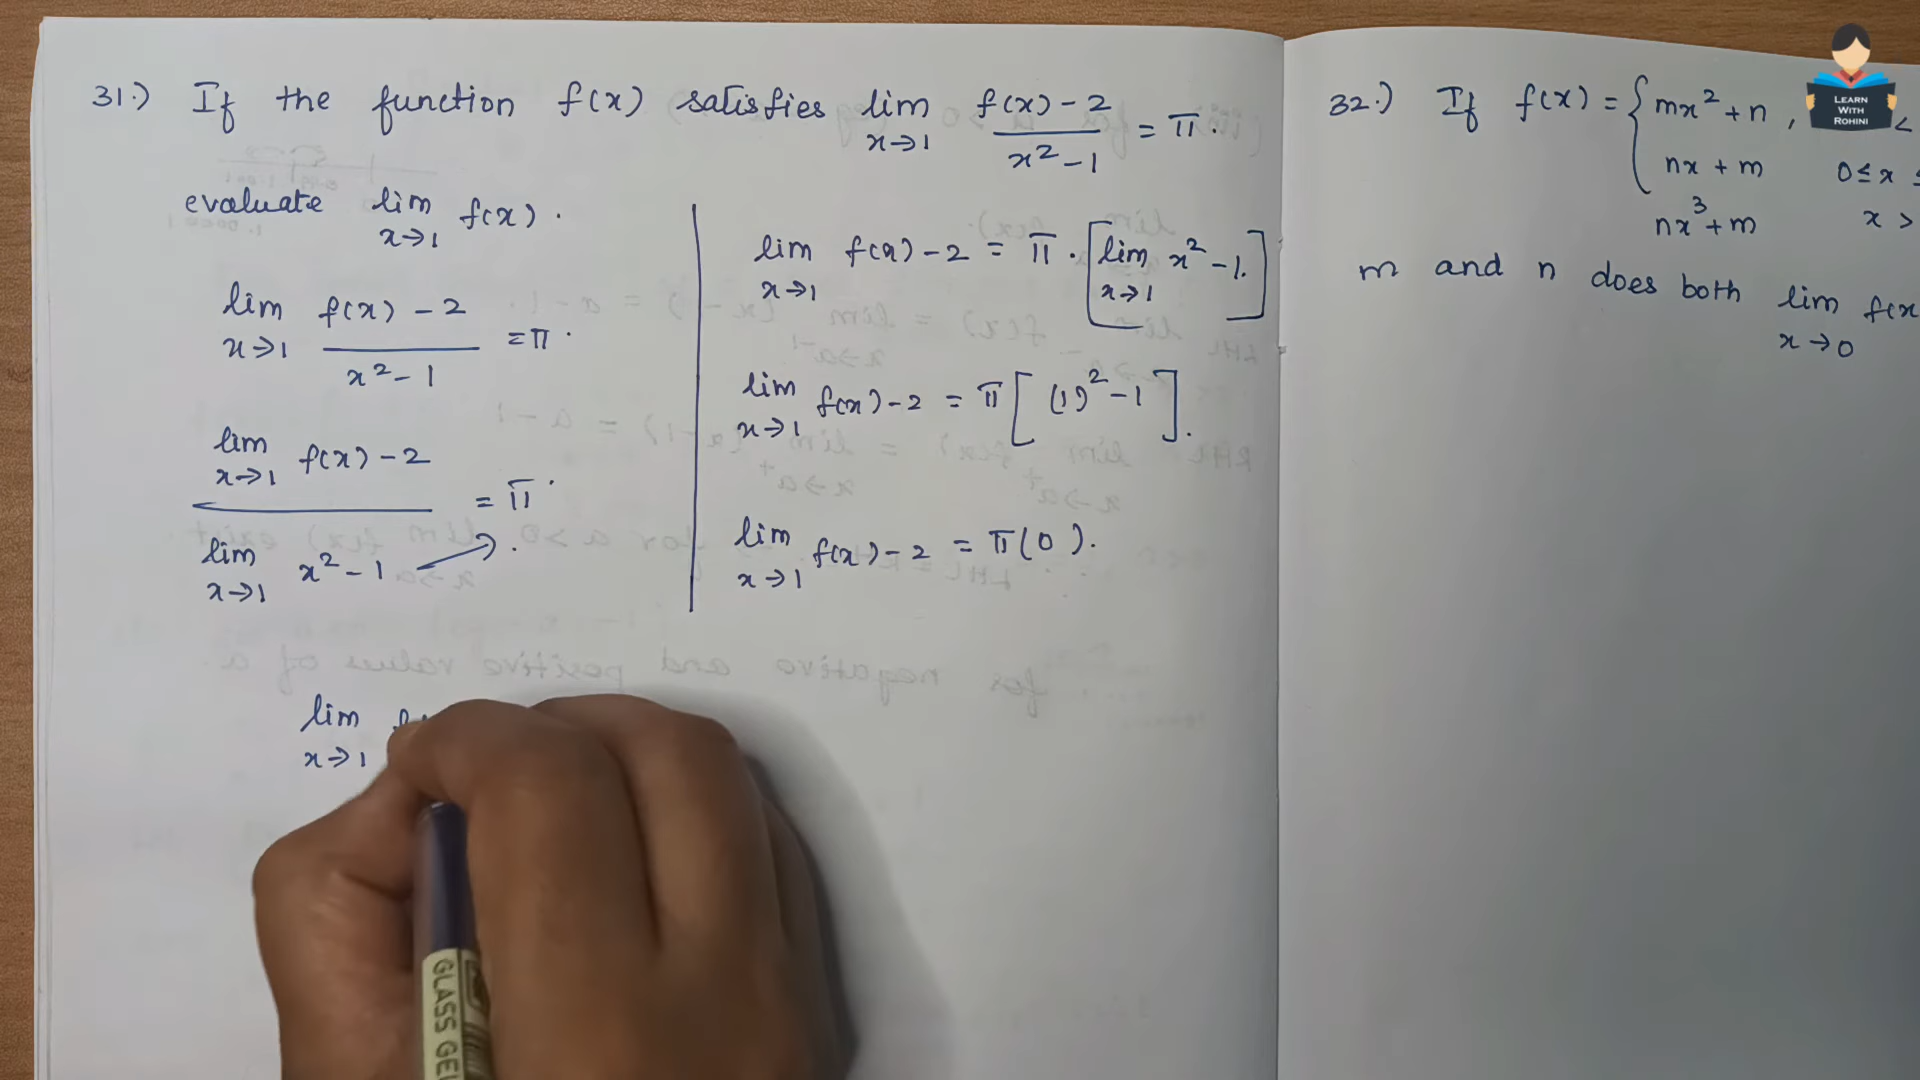 31.) If the function f(x) satisfies lim x→1 f(x)-2 / x²-1 = π.
evaluate lim x→1 f(x).
lim x→1 f(x)-2 / x²-1 = π.
lim x→1 f(x)-2 / lim x→1 x²-1 = π.
lim x→1
lim x→1 f(x)-2 = π.[lim x→1 x²-1.]
lim x→1 f(x)-2 = π[(1)²-1].
lim x→1 f(x)-2 = π(0).
32.) If f(x) = { mx²+n, <
nx+m 0≤x≤
nx³+m x>
m and n does both lim x→0 f(x
LEARN
WITH
ROHINI
GLASS GEL